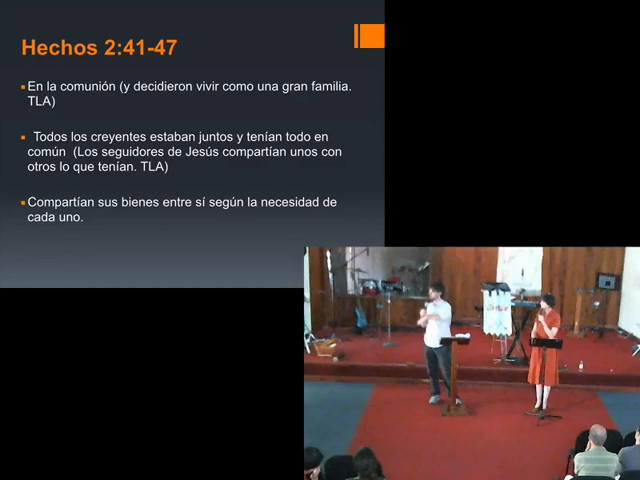 Hechos 2:41-47
En la comunión (y decidieron vivir como una gran familia.
TLA)
Todos los creyentes estaban juntos y tenían todo en
común (Los seguidores de Jesús compartían unos con
otros lo que tenían. TLA)
Compartían sus bienes entre sí según la necesidad de
cada uno.